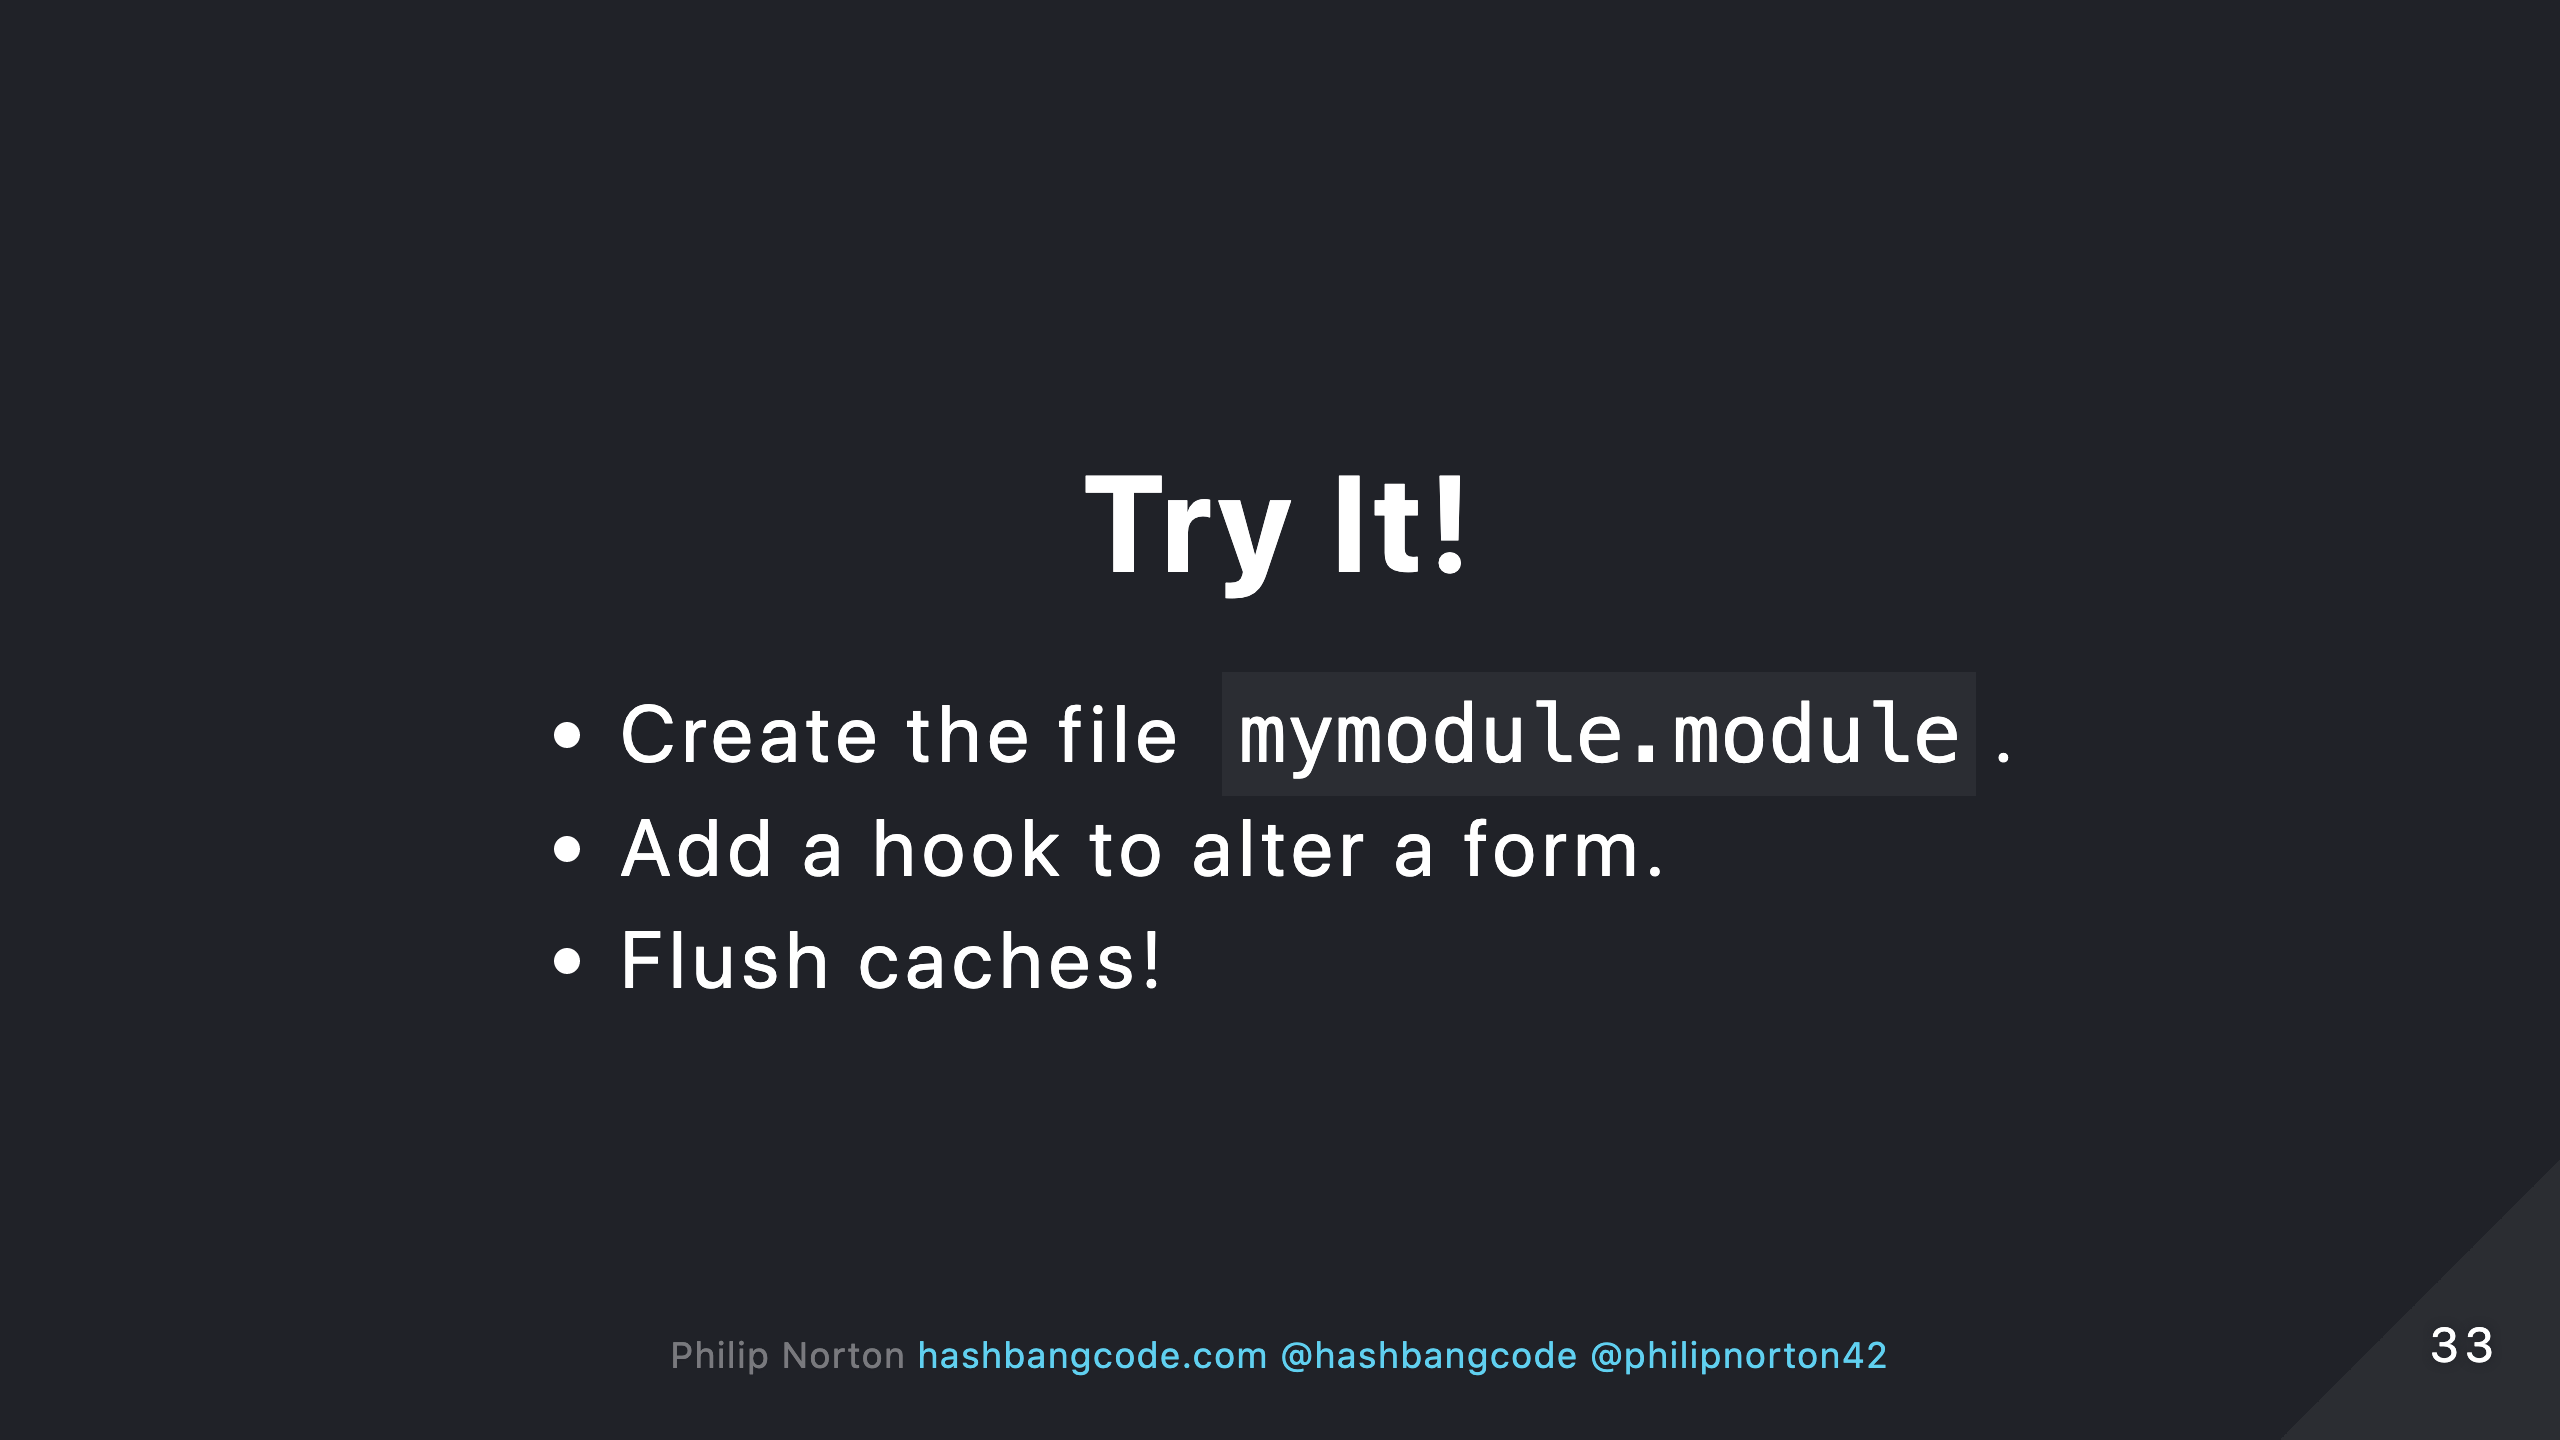 Try It!
• Create the file mymodule.module .
• Add a hook to alter a form.
• Flush caches!
Philip Norton hashbangcode.com @hashbangcode @philipnorton42
33